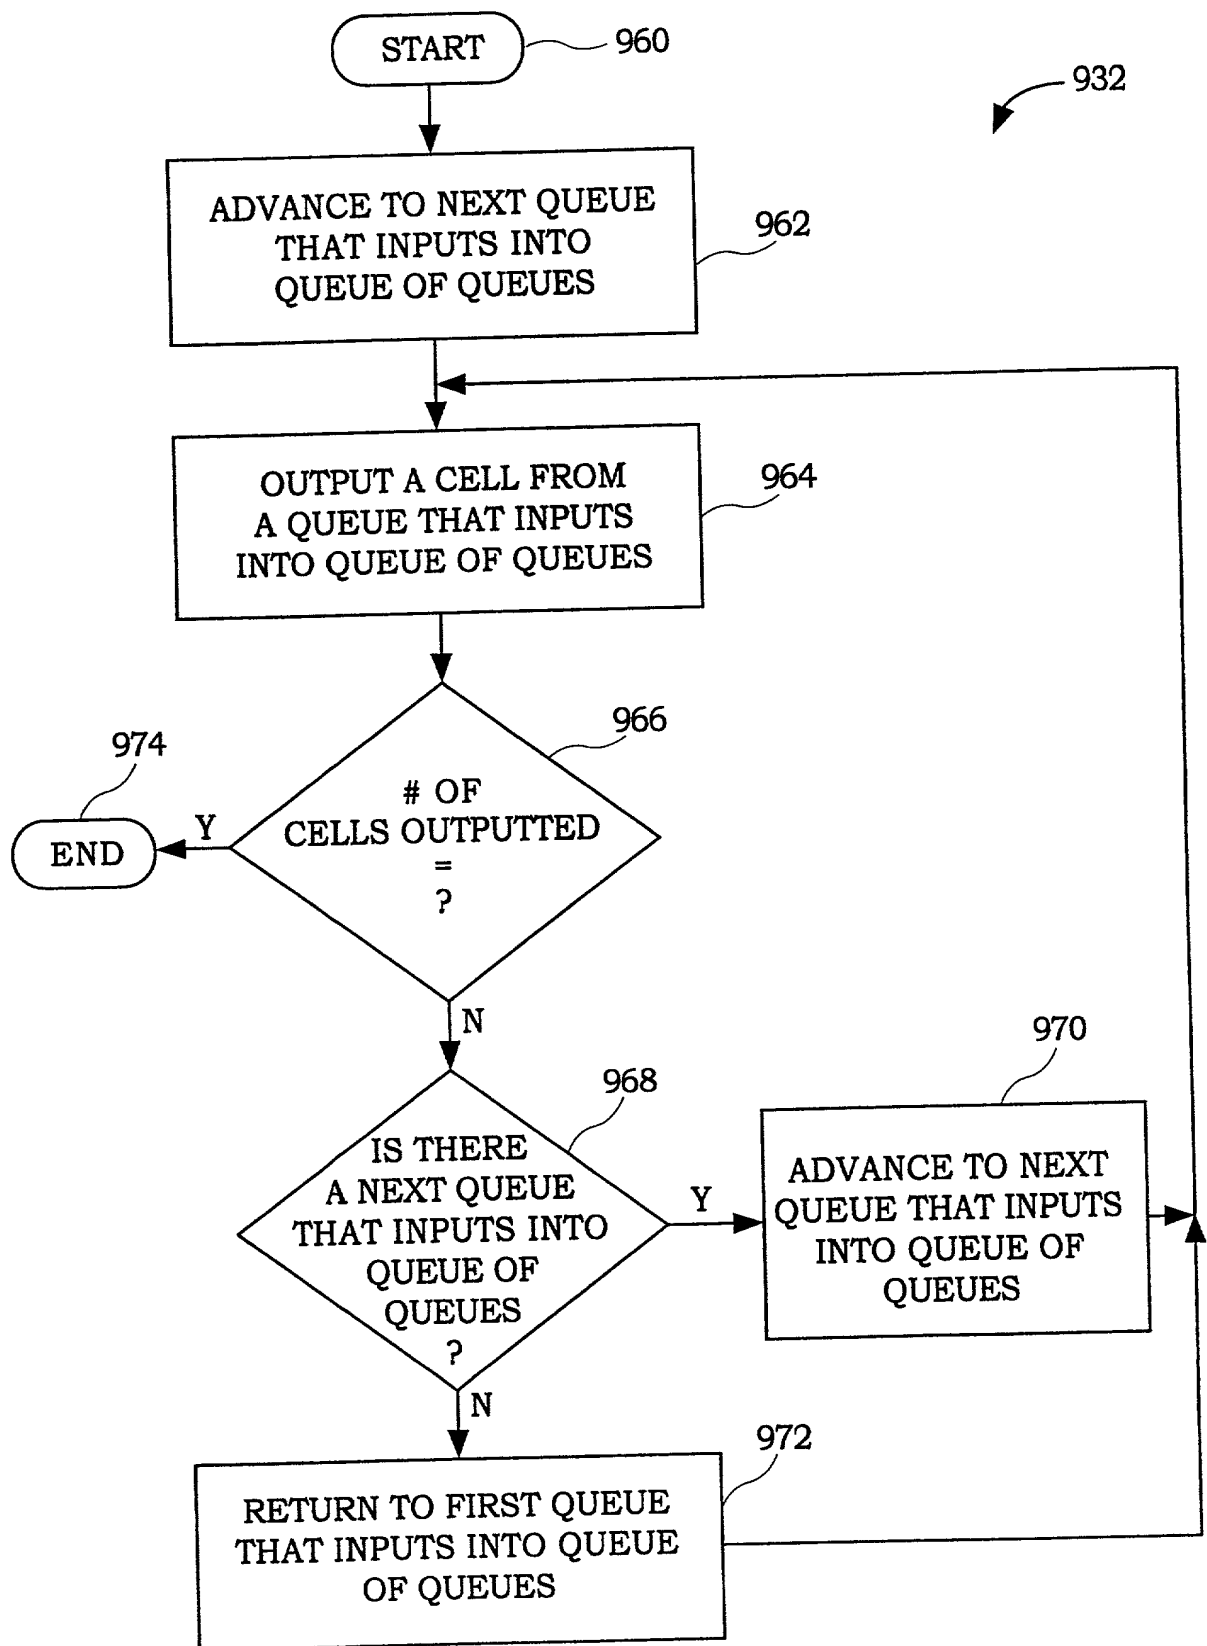 START
960
932
ADVANCE TO NEXT QUEUE
THAT INPUTS INTO
QUEUE OF QUEUES
962
OUTPUT A CELL FROM
A QUEUE THAT INPUTS
INTO QUEUE OF QUEUES
964
966
# OF
CELLS OUTPUTTED
=
?
974
END
Y
N
968
IS THERE
A NEXT QUEUE
THAT INPUTS INTO
QUEUE OF
QUEUES
?
Y
970
ADVANCE TO NEXT
QUEUE THAT INPUTS
INTO QUEUE OF
QUEUES
N
972
RETURN TO FIRST QUEUE
THAT INPUTS INTO QUEUE
OF QUEUES